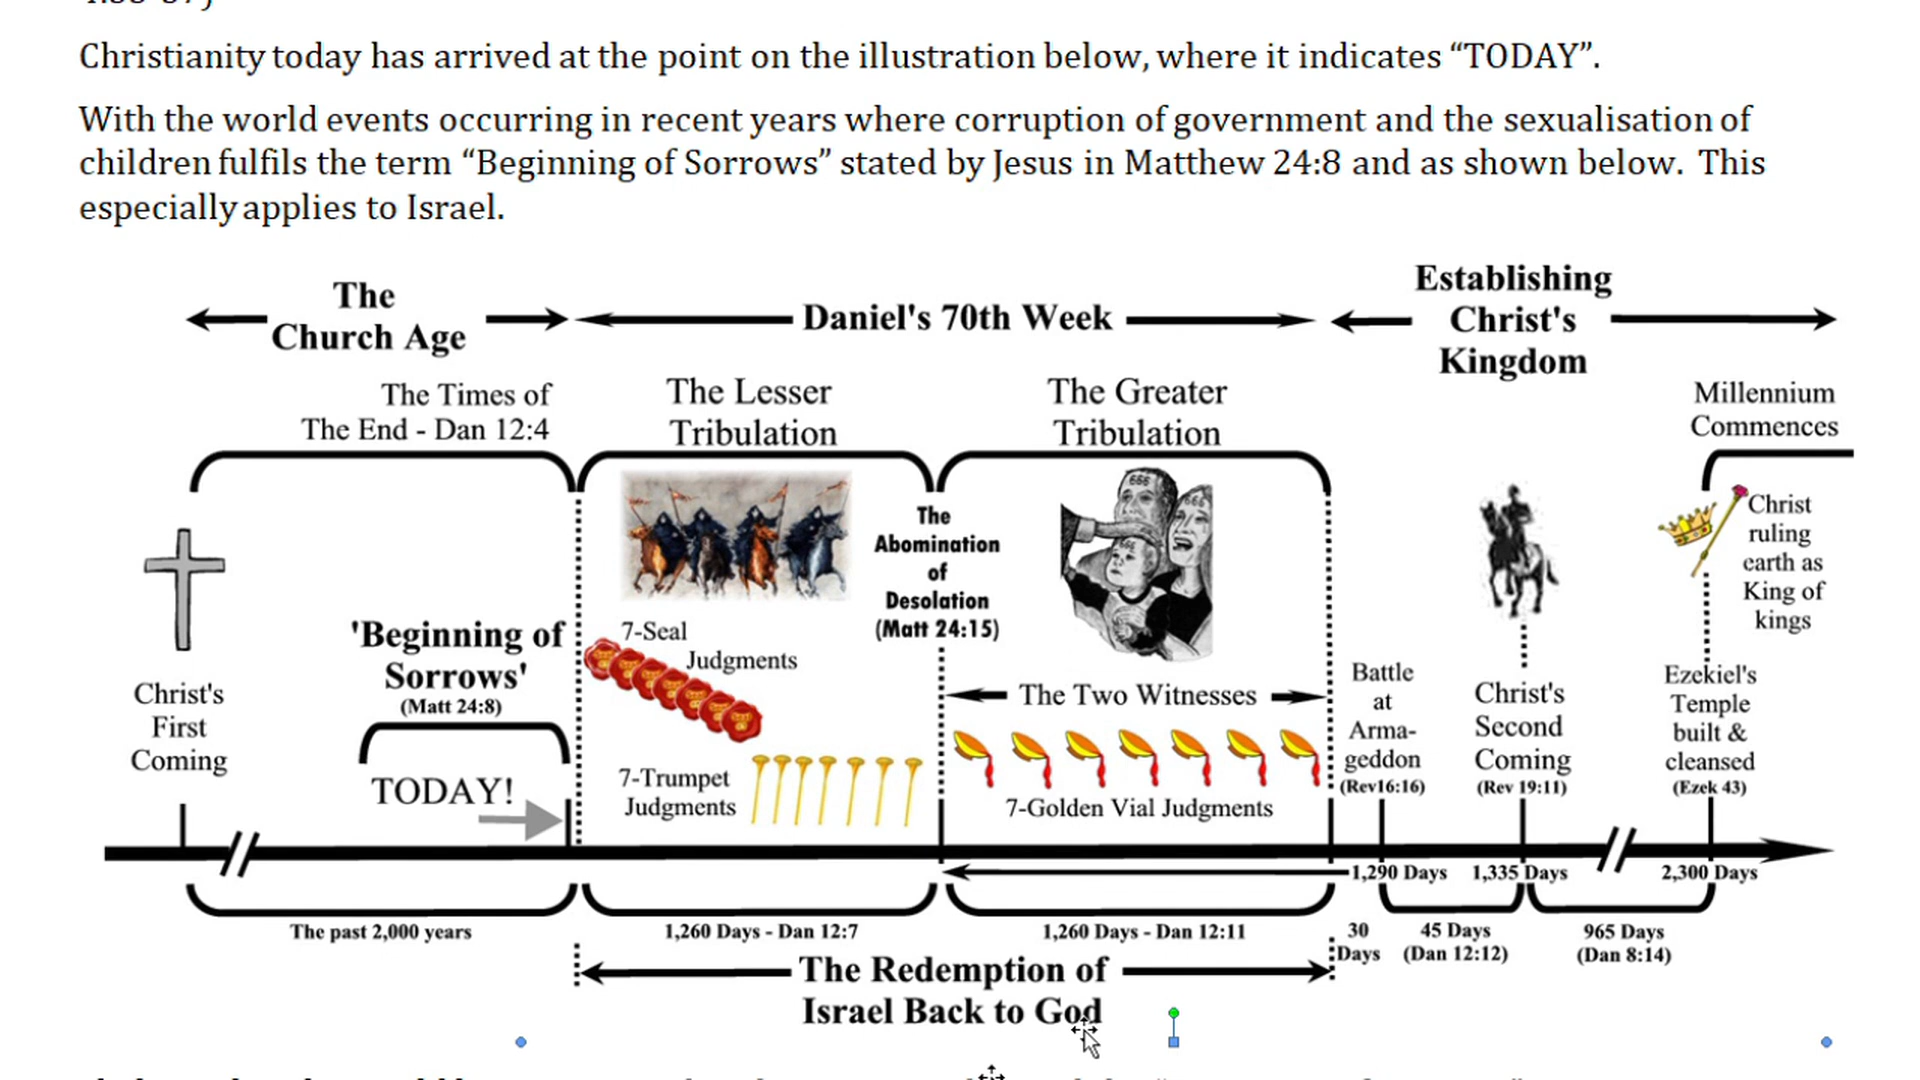 Christianity today has arrived at the point on the illustration below, where it indicates “TODAY”.
With the world events occurring in recent years where corruption of government and the sexualisation of
children fulfils the term “Beginning of Sorrows” stated by Jesus in Matthew 24:8 and as shown below. This
especially applies to Israel.
The
Church Age
Daniel's 70th Week
Establishing
Christ's
Kingdom
The Times of
The End - Dan 12:4
The Lesser
Tribulation
The Greater
Tribulation
Millennium
Commences
666
666
666
The
Abomination
of
Desolation
(Matt 24:15)
Christ
ruling
earth as
King of
kings
'Beginning of
Sorrows'
(Matt 24:8)
7-Seal
Judgments
Christ's
First
Coming
TODAY!
7-Trumpet
Judgments
The Two Witnesses
7-Golden Vial Judgments
Battle
at
Arma-
geddon
(Rev16:16)
Christ's
Second
Coming
(Rev 19:11)
Ezekiel's
Temple
built &
cleansed
(Ezek 43)
1,290 Days
1,335 Days
2,300 Days
The past 2,000 years
1,260 Days - Dan 12:7
1,260 Days - Dan 12:11
30
Days
45 Days
(Dan 12:12)
965 Days
(Dan 8:14)
The Redemption of
Israel Back to God